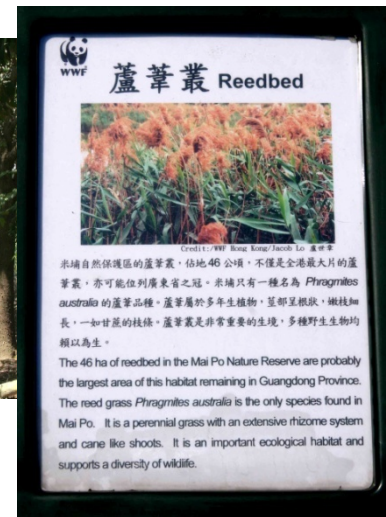 WWF
蘆葦叢 Reedbed
Credit:/WWF Hong Kong/Jacob Lo 盧世章
米埔自然保護區的蘆葦叢，佔地46公頃，不僅是全港最大片的蘆
葦叢，亦可能位列廣東省之冠。米埔只有一種名為 Phragmites
australia 的蘆葦品種。蘆葦屬於多年生植物，莖部呈根狀，嫩枝細
長，一如甘蔗的枝條。蘆葦叢是非常重要的生境，多種野生生物均
賴以為生。
The 46 ha of reedbed in the Mai Po Nature Reserve are probably
the largest area of this habitat remaining in Guangdong Province.
The reed grass Phragmites australia is the only species found in
Mai Po. It is a perennial grass with an extensive rhizome system
and cane like shoots. It is an important ecological habitat and
supports a diversity of wildlife.